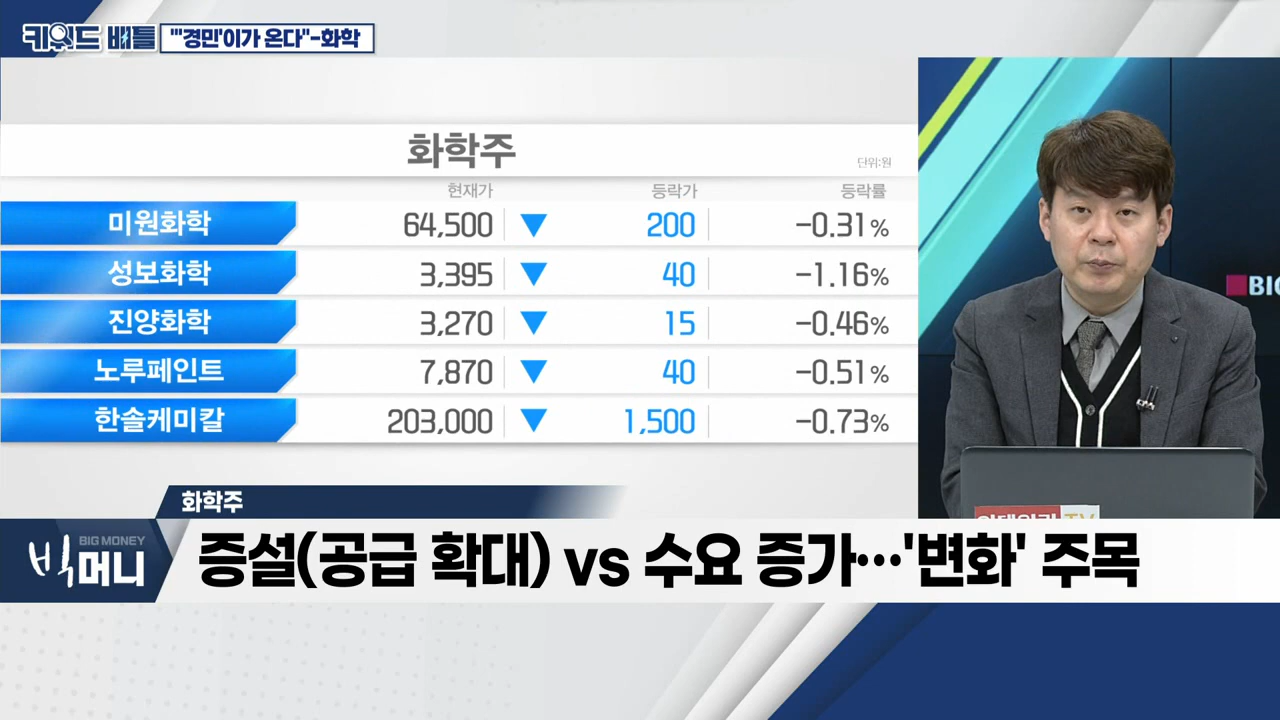 키워드 배틀 "'경민'이가 온다"-화학
화학주
단위:원
현재가 등락가 등락률
미원화학 64,500 ▼ 200 -0.31%
성보화학 3,395 ▼ 40 -1.16%
진양화학 3,270 ▼ 15 -0.46%
노루페인트 7,870 ▼ 40 -0.51%
한솔케미칼 203,000 ▼ 1,500 -0.73%
BIG
이데일리 TV
화학주
BIG MONEY
빅머니
증설(공급 확대) vs 수요 증가…'변화' 주목